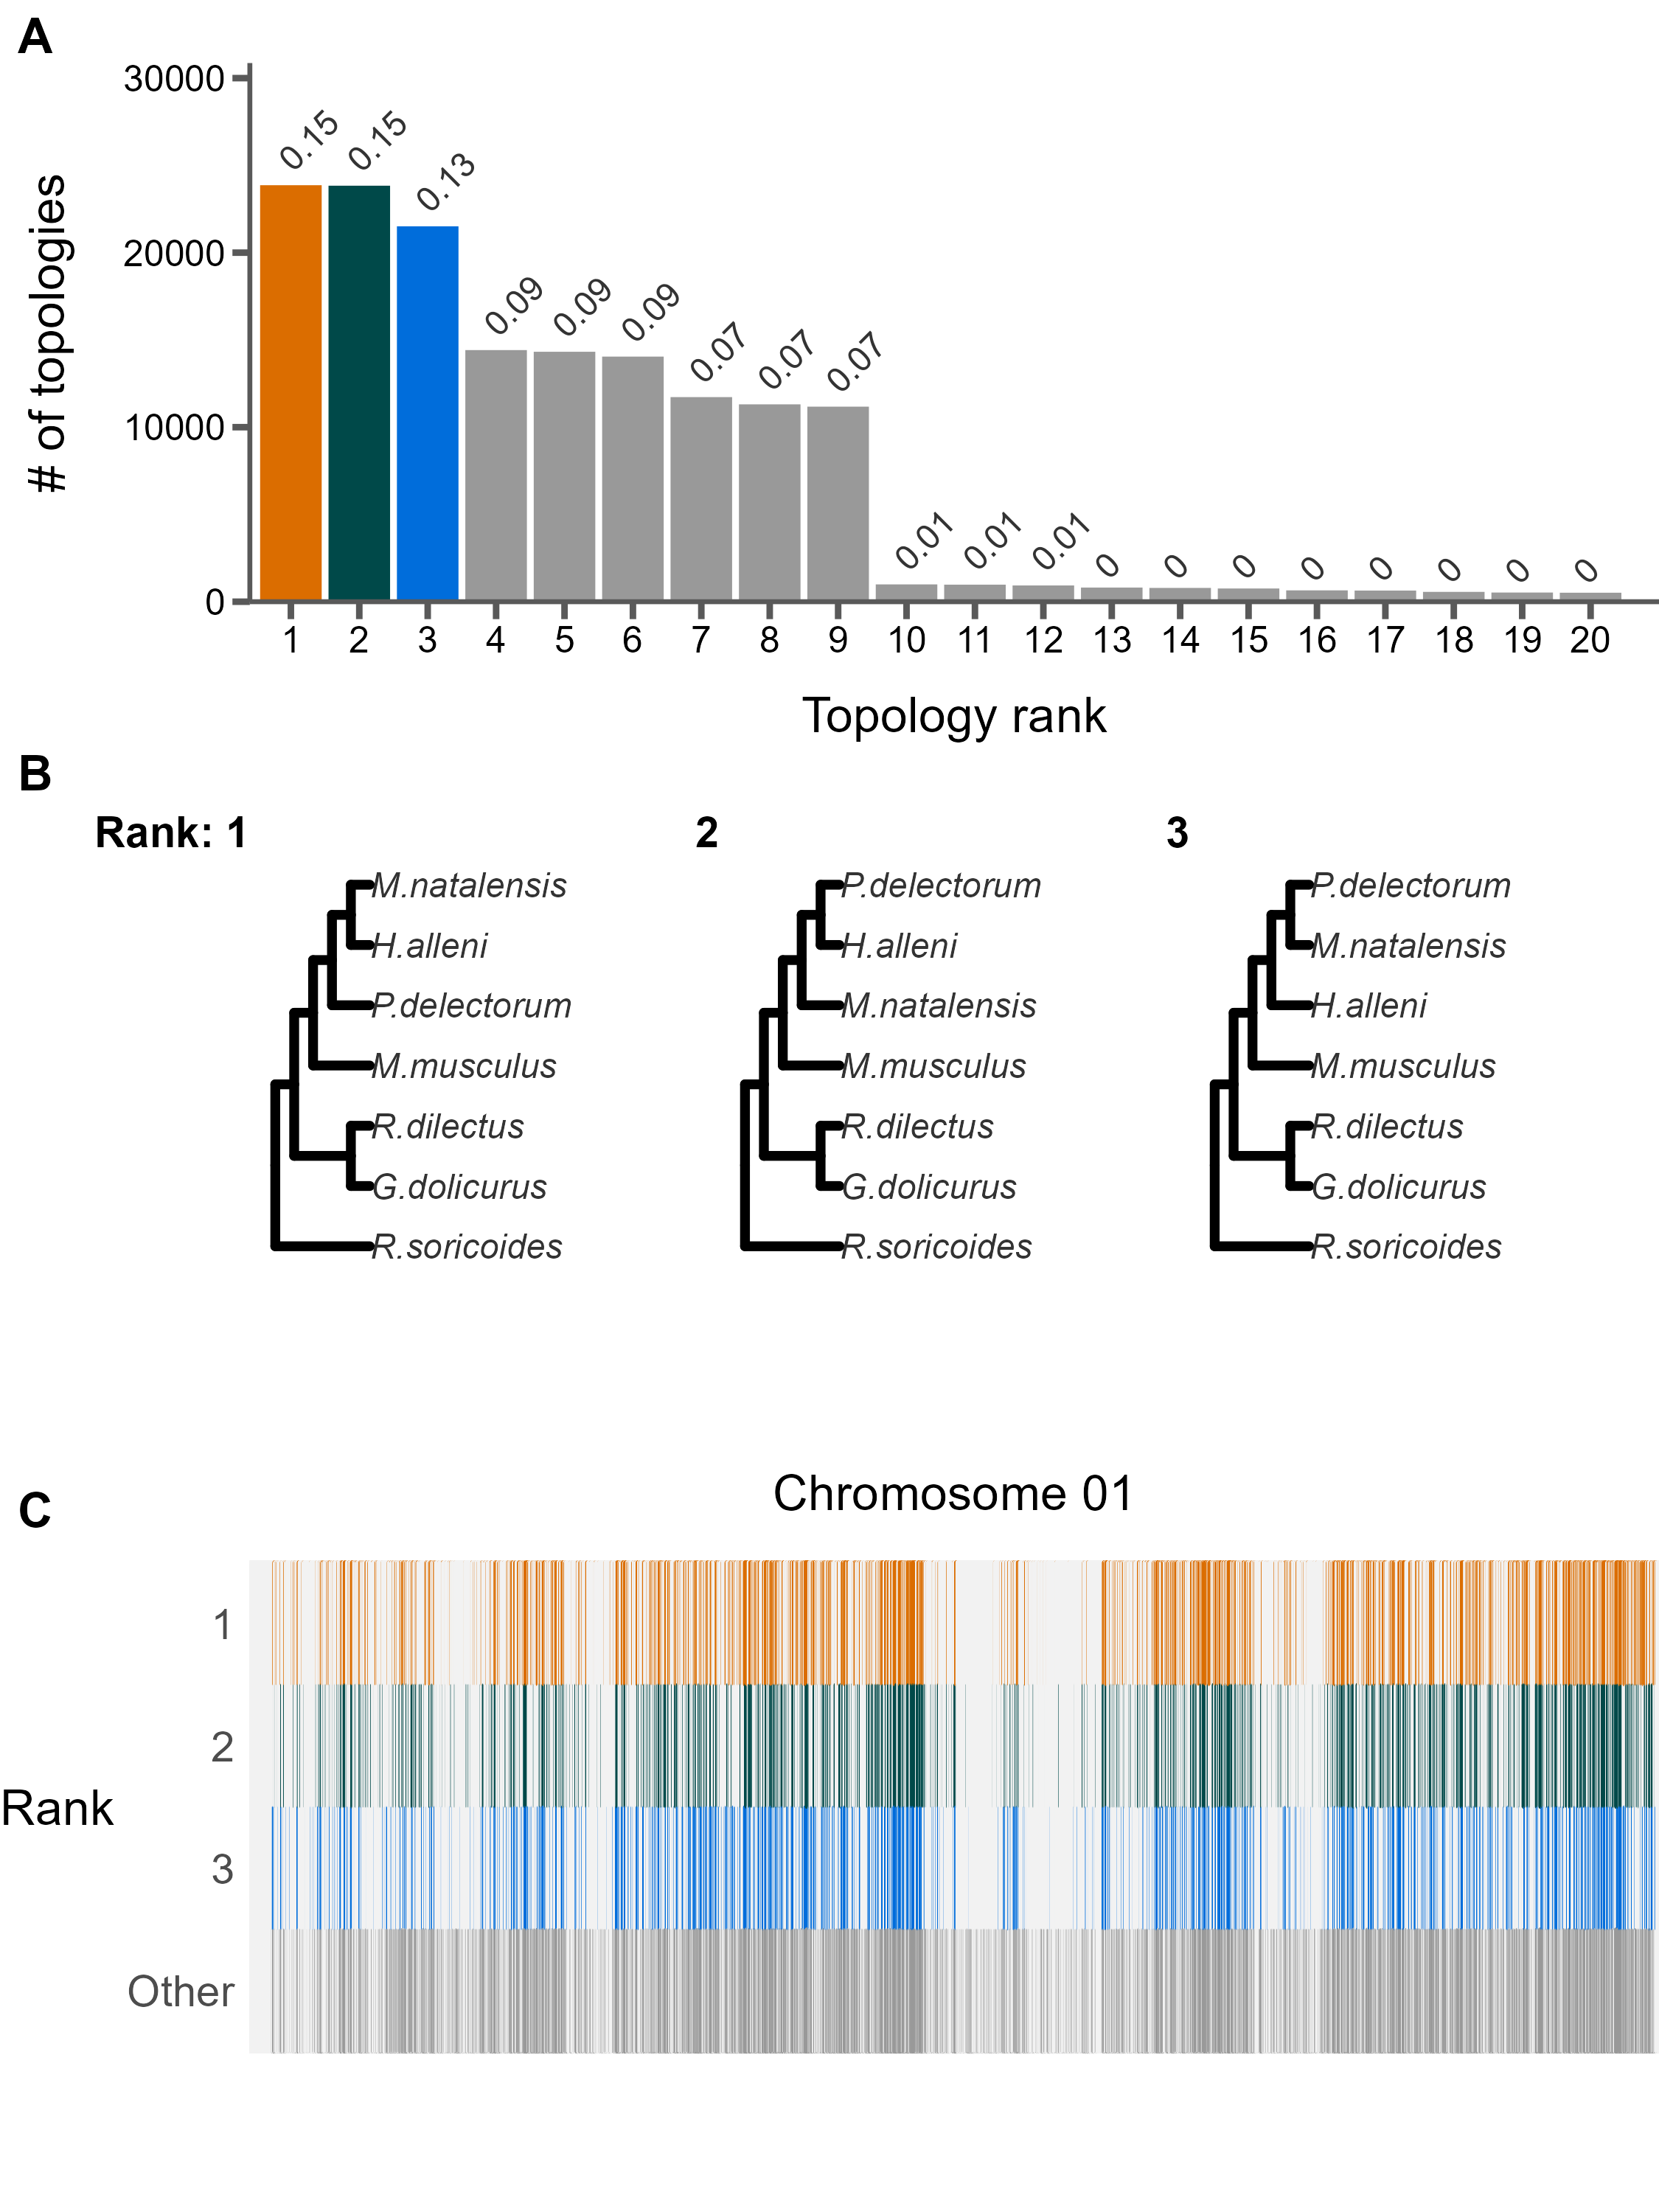 A
30000
20000
10000
0
# of topologies
0.15
0.15
0.13
0.09
0.09
0.09
0.07
0.07
0.07
0.01
0.01
0.01
0
0
0
0
0
0
0
0
1 2 3 4 5 6 7 8 9 10 11 12 13 14 15 16 17 18 19 20
Topology rank
B
Rank: 1
M.natalensis
H.alleni
P.delectorum
M.musculus
R.dilectus
G.dolicurus
R.soricoides
2
P.delectorum
H.alleni
M.natalensis
M.musculus
R.dilectus
G.dolicurus
R.soricoides
3
P.delectorum
M.natalensis
H.alleni
M.musculus
R.dilectus
G.dolicurus
R.soricoides
C
Chromosome 01
Rank
1
2
3
Other